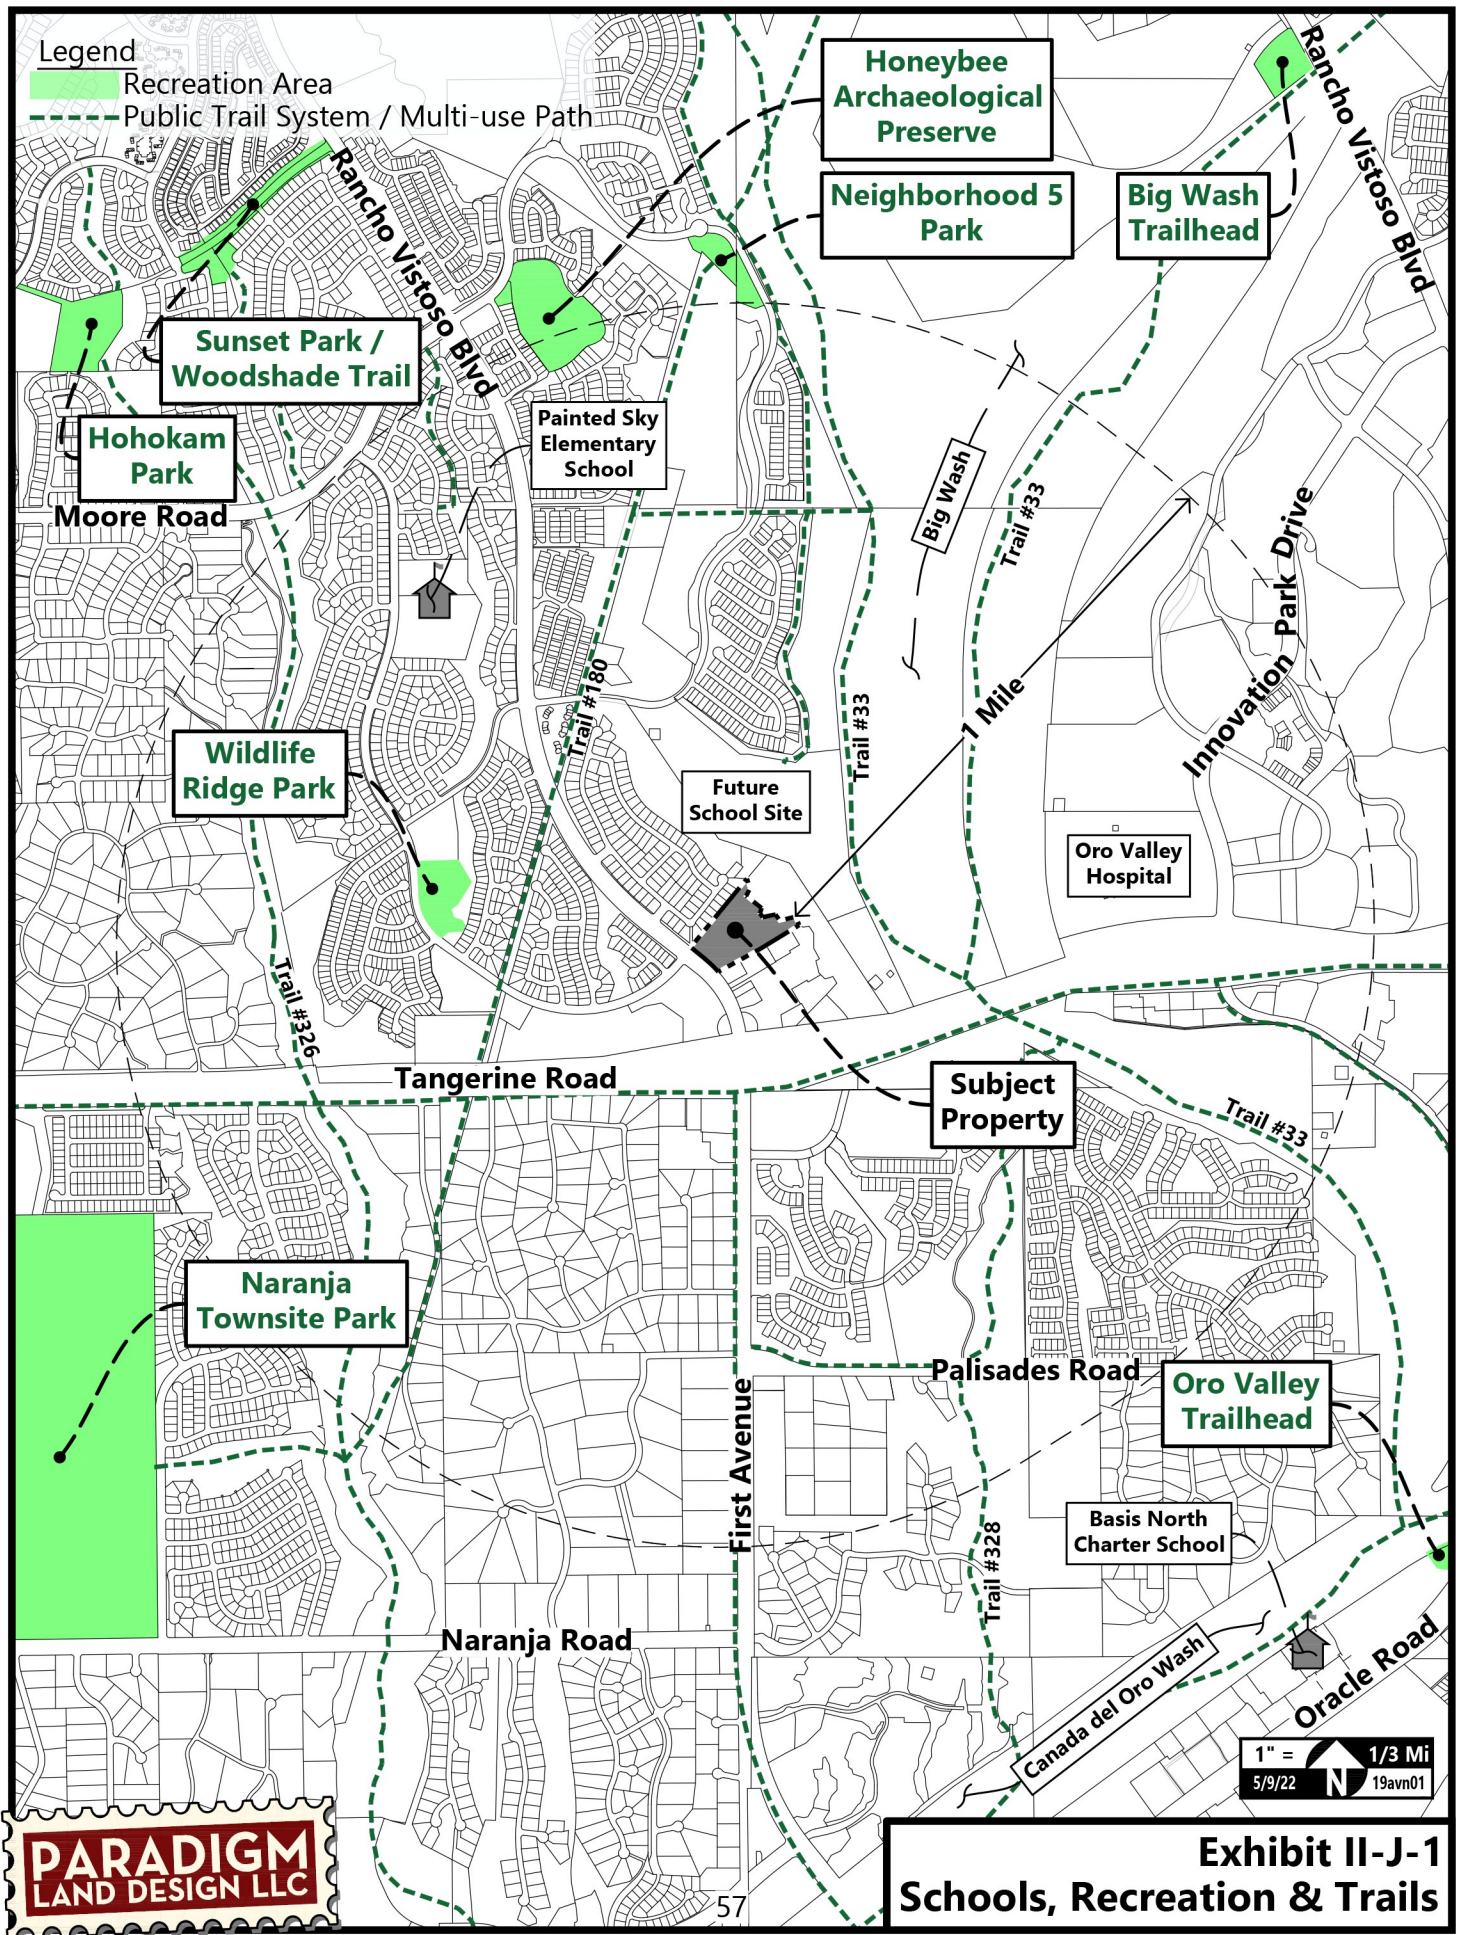 Legend
Recreation Area
Public Trail System / Multi-use Path
Honeybee
Archaeological
Preserve
Rancho Vistoso Blvd
Neighborhood 5
Park
Big Wash
Trailhead
Rancho Vistoso Blvd
Sunset Park /
Woodshade Trail
Hohokam
Park
Painted Sky
Elementary
School
Moore Road
Big Wash
Trail #33
Innovation Park Drive
Trail #180
Trail #33
1 Mile
Wildlife
Ridge Park
Future
School Site
Oro Valley
Hospital
Trail #326
Tangerine Road
Subject
Property
Trail #33
Naranja
Townsite Park
Palisades Road
Oro Valley
Trailhead
First Avenue
Basis North
Charter School
Trail #328
Naranja Road
Canada del Oro Wash
Oracle Road
1" = 1/3 Mi
5/9/22 N 19avn01
PARADIGM
LAND DESIGN LLC
57
Exhibit II-J-1
Schools, Recreation & Trails